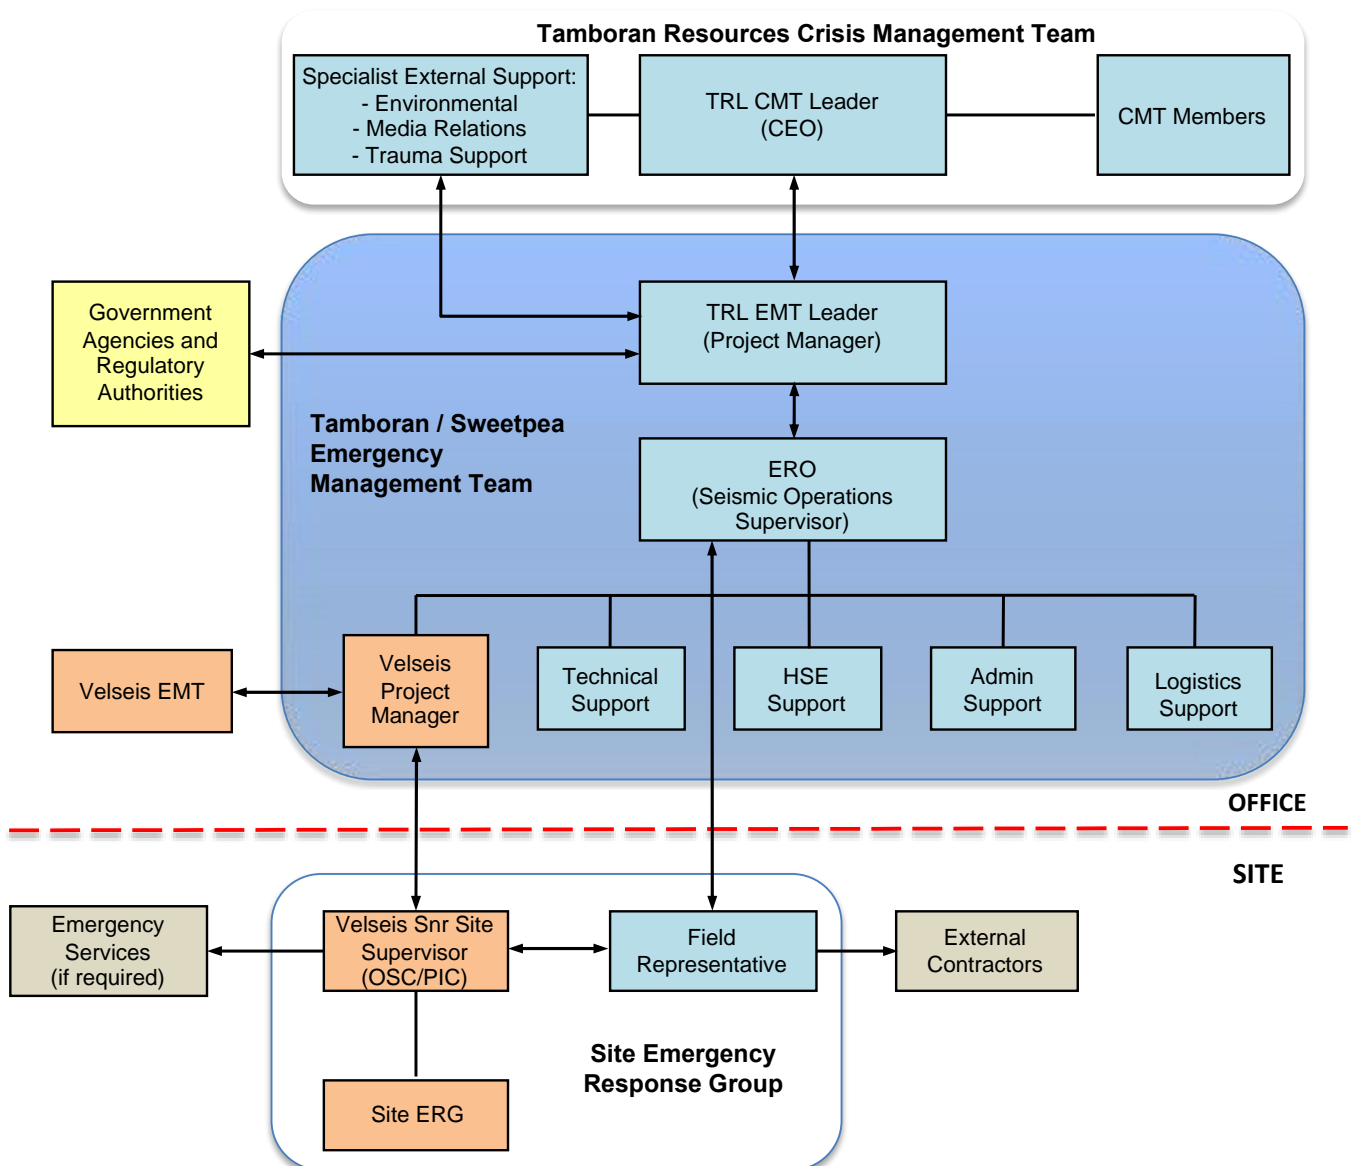 Tamboran Resources Crisis Management Team
Specialist External Support:
- Environmental
- Media Relations
- Trauma Support
TRL CMT Leader
(CEO)
CMT Members
Government
Agencies and
Regulatory
Authorities
TRL EMT Leader
(Project Manager)
Tamboran / Sweetpea
Emergency
Management Team
ERO
(Seismic Operations
Supervisor)
Velseis EMT
Velseis
Project
Manager
Technical
Support
HSE
Support
Admin
Support
Logistics
Support
OFFICE
SITE
Emergency
Services
(if required)
Velseis Snr Site
Supervisor
(OSC/PIC)
Field
Representative
External
Contractors
Site Emergency
Response Group
Site ERG